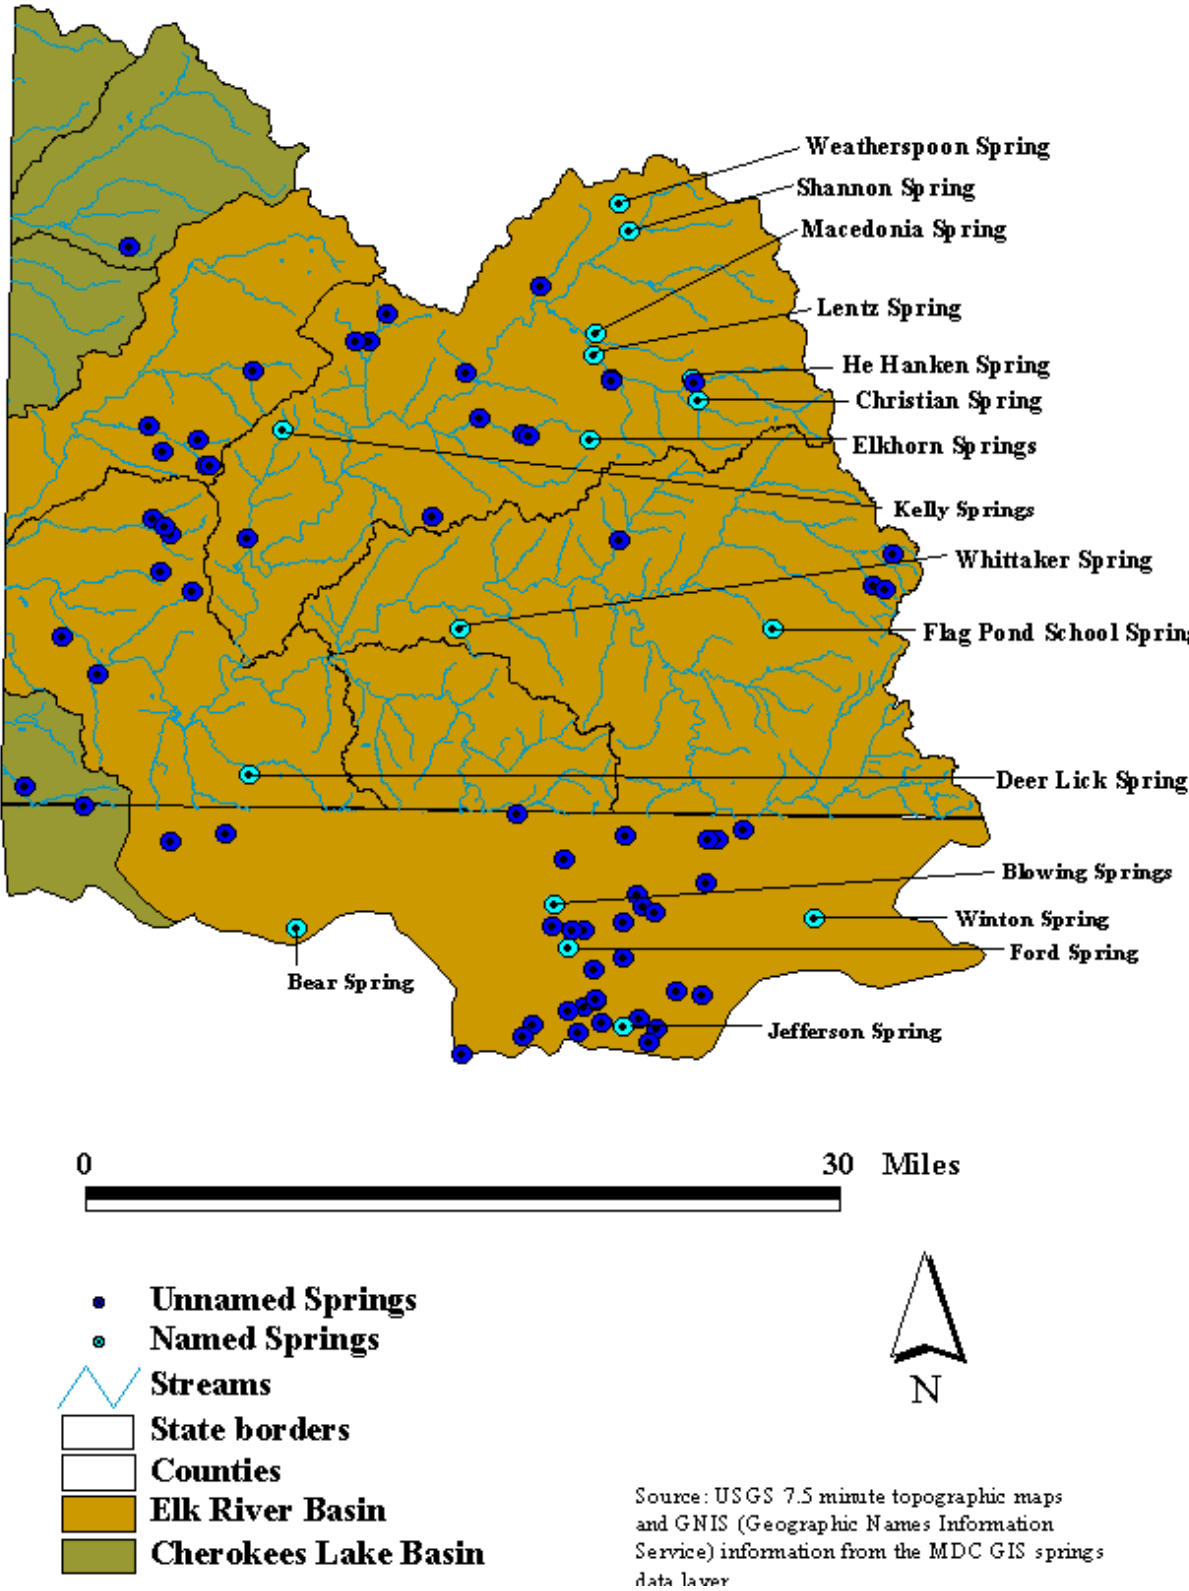 Weatherspoon Spring
Shannon Spring
Macedonia Spring
Lentz Spring
He Hanken Spring
Christian Spring
Elkhorn Springs
Kelly Springs
Whittaker Spring
Flag Pond School Spring
Deer Lick Spring
Blowing Springs
Winton Spring
Ford Spring
Bear Spring
Jefferson Spring
0 30 Miles
Unnamed Springs
Named Springs
Streams
State borders
Counties
Elk River Basin
Cherokees Lake Basin
N
Source: USGS 7.5 minute topographic maps
and GNIS (Geographic Names Information
Service) information from the MDC GIS springs
data layer